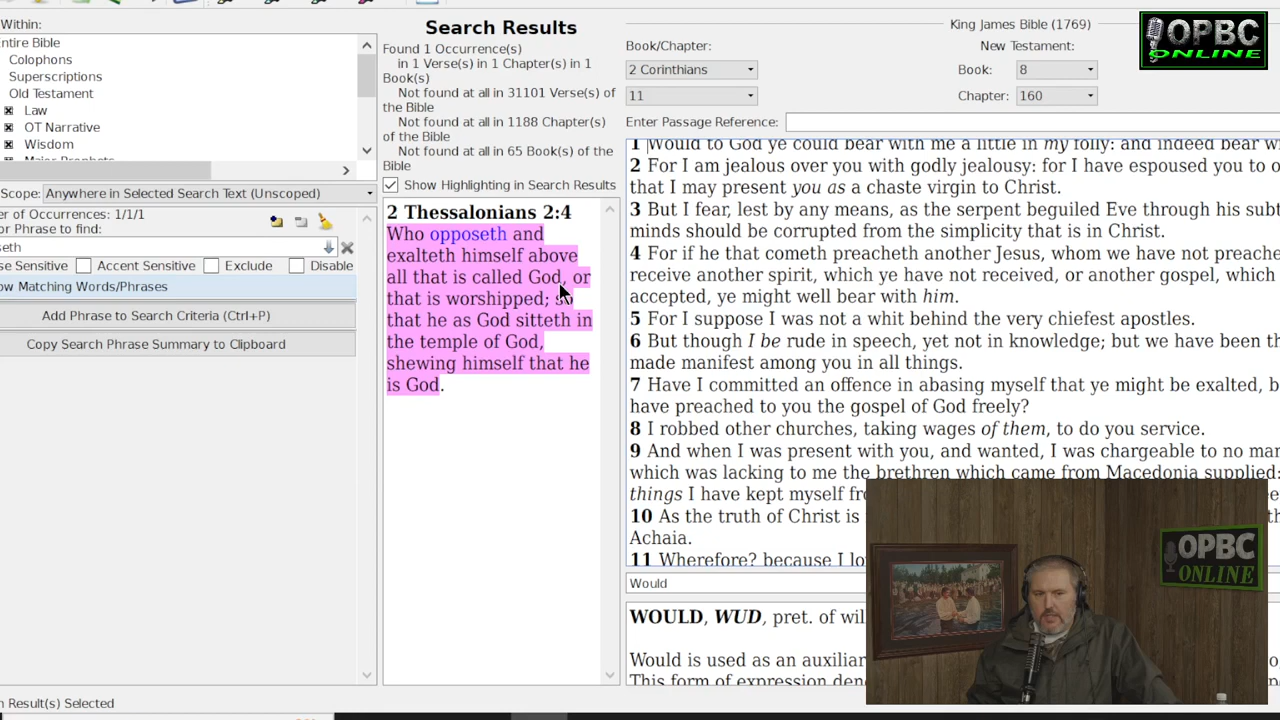 Within:
ntire Bible
Colophons
Superscriptions
Old Testament
Law
OT Narrative
Wisdom
Major Prophets
Scope: Anywhere in Selected Search Text (Unscoped)
er of Occurrences: 1/1/1
or Phrase to find:
seth
se Sensitive Accent Sensitive Exclude Disable
ow Matching Words/Phrases
Add Phrase to Search Criteria (Ctrl+P)
Copy Search Phrase Summary to Clipboard
Result(s) Selected
Search Results
Found 1 Occurrence(s)
in 1 Verse(s) in 1 Chapter(s) in 1
Book(s)
Not found at all in 31101 Verse(s) of
the Bible
Not found at all in 1188 Chapter(s)
of the Bible
Not found at all in 65 Book(s) of the
Bible
Show Highlighting in Search Results
2 Thessalonians 2:4
Who opposeth and
exalteth himself above
all that is called God, or
that is worshipped; so
that he as God sitteth in
the temple of God,
shewing himself that he
is God.
King James Bible (1769)
Book/Chapter: New Testament:
2 Corinthians Book: 8
11 Chapter: 160
Enter Passage Reference:
1 Would to God ye could bear with me a little in my folly: and indeed bear wi
2 For I am jealous over you with godly jealousy: for I have espoused you to o
that I may present you as a chaste virgin to Christ.
3 But I fear, lest by any means, as the serpent beguiled Eve through his subt
minds should be corrupted from the simplicity that is in Christ.
4 For if he that cometh preacheth another Jesus, whom we have not preache
receive another spirit, which ye have not received, or another gospel, which
accepted, ye might well bear with him.
5 For I suppose I was not a whit behind the very chiefest apostles.
6 But though I be rude in speech, yet not in knowledge; but we have been th
made manifest among you in all things.
7 Have I committed an offence in abasing myself that ye might be exalted, b
have preached to you the gospel of God freely?
8 I robbed other churches, taking wages of them, to do you service.
9 And when I was present with you, and wanted, I was chargeable to no man
which was lacking to me the brethren which came from Macedonia supplied:
things I have kept myself fro
10 As the truth of Christ is
Achaia.
11 Wherefore? because I lo
Would
WOULD, WUD, pret. of wil
Would is used as an auxiliar
This form of expression den
OPBC
ONLINE
OPBC
ONLINE